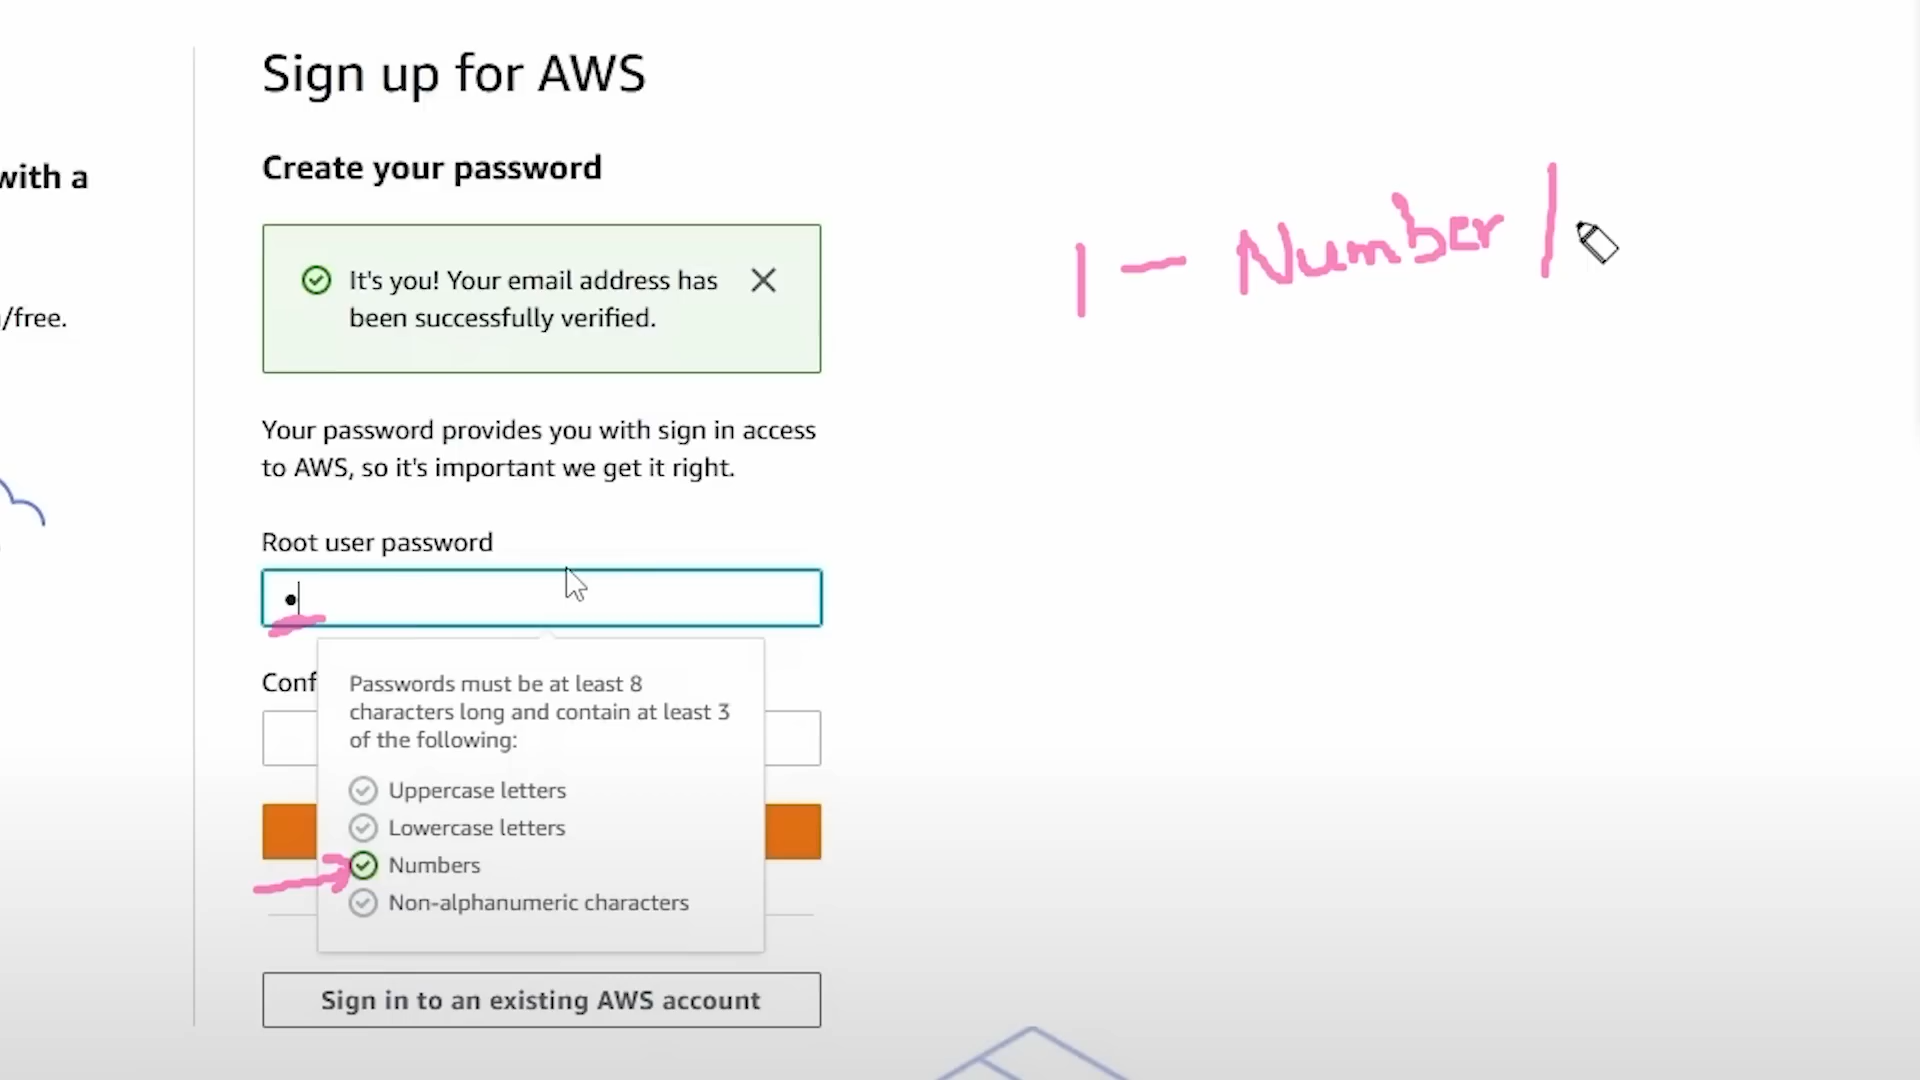 Sign up for AWS
with a
Create your password
1 - Number |
It's you! Your email address has
been successfully verified.
/free.
Your password provides you with sign in access
to AWS, so it's important we get it right.
Root user password
Conf
Passwords must be at least 8
characters long and contain at least 3
of the following:
Uppercase letters
Lowercase letters
Numbers
Non-alphanumeric characters
Sign in to an existing AWS account